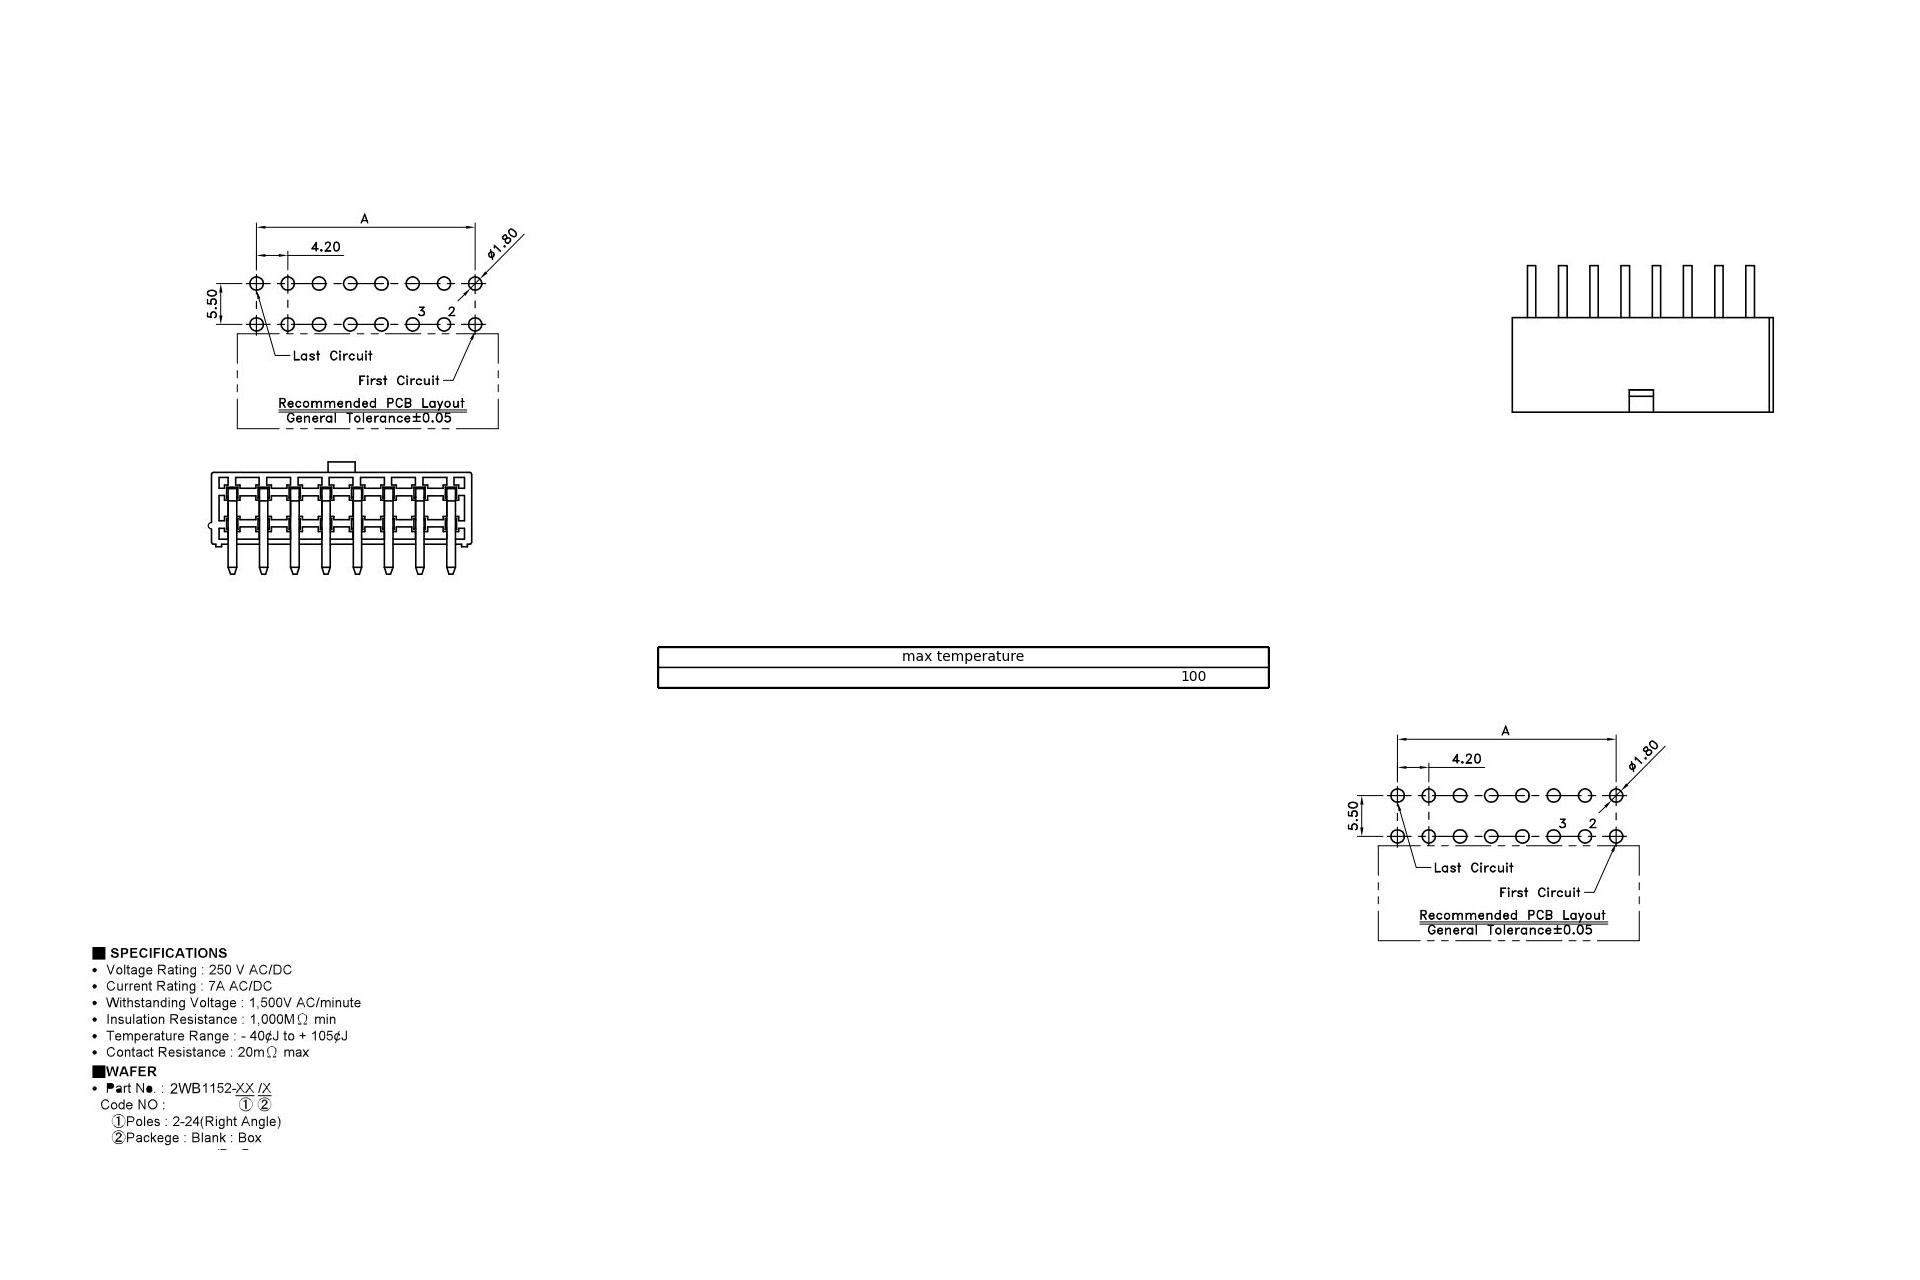 A
4.20
ø1.80
5.50
3 2
Last Circuit
First Circuit
Recommended PCB Layout
General Tolerance±0.05
max temperature
100
A
4.20
ø1.80
5.50
3 2
Last Circuit
First Circuit
Recommended PCB Layout
General Tolerance±0.05
■ SPECIFICATIONS
• Voltage Rating : 250 V AC/DC
• Current Rating : 7A AC/DC
• Withstanding Voltage : 1,500V AC/minute
• Insulation Resistance : 1,000MΩ min
• Temperature Range : - 40¢J to + 105¢J
• Contact Resistance : 20mΩ max
■WAFER
• Part No. : 2WB1152-XX /X
Code NO : ① ②
①Poles : 2-24(Right Angle)
②Packege : Blank : Box